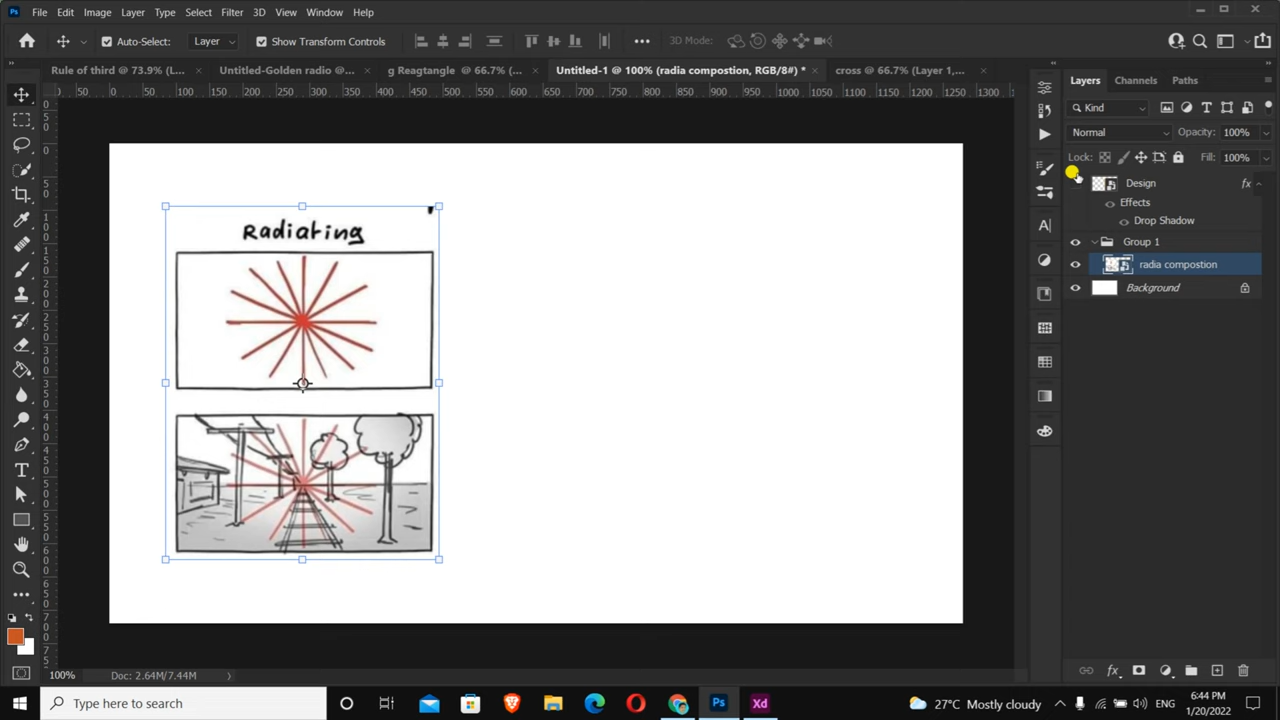 Ps File Edit Image Layer Type Select Filter 3D View Window Help
Auto-Select: Layer Show Transform Controls 3D Mode:
Rule of third @ 73.9% (L... × Untitled-Golden radio @... × g Reagtangle @ 66.7% (... × Untitled-1 @ 100% (radia compostion, RGB/8#) * × cross @ 66.7% (Layer 1,... ×
Layers Channels Paths
Kind
Normal Opacity: 100%
Lock: Fill: 100%
Design fx
Effects
Drop Shadow
Group 1
radia compostion
Background
Radiating
100% Doc: 2.64M/7.44M
Type here to search
Ps Xd
27°C Mostly cloudy ENG
6:44 PM
1/20/2022